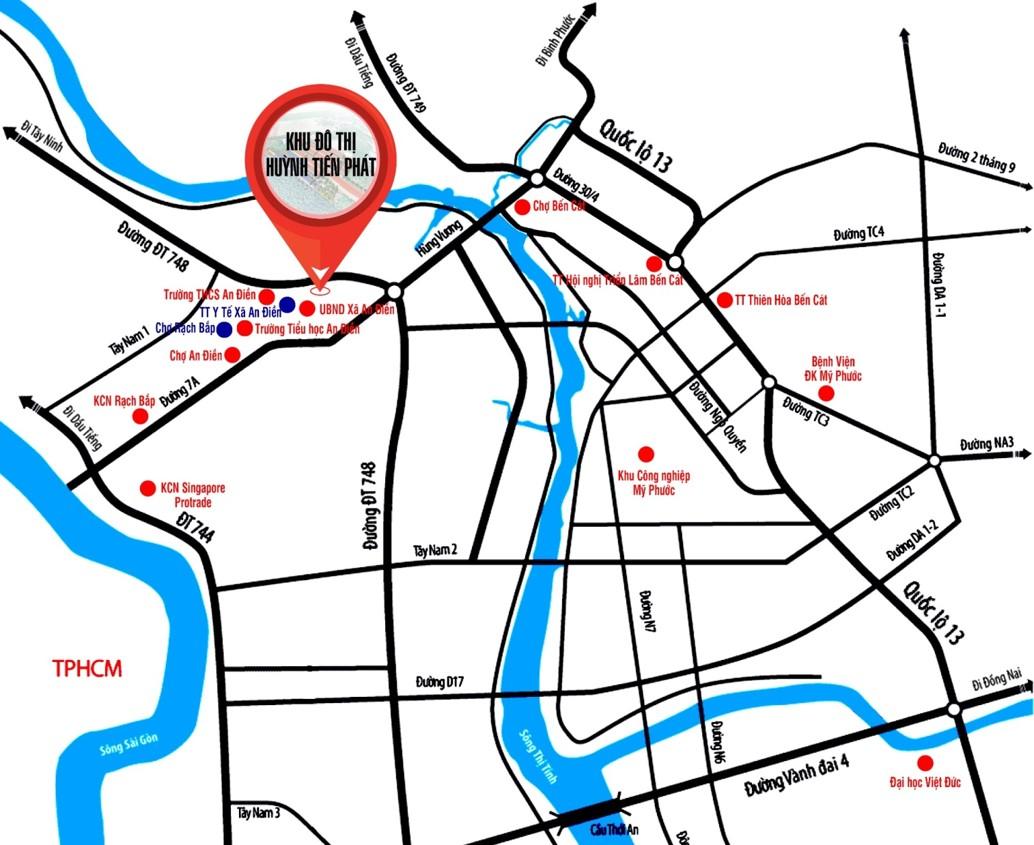 Đi Dầu Tiếng
Đường ĐT 749
Đi Bình Phước
Quốc lộ 13
Đường 2 tháng 9
Đi Tây Ninh
KHU ĐÔ THỊ
HUỲNH TIẾN PHÁT
Đường 30/4
Chợ Bến Cát
Hùng Vương
Đường ĐT 748
Đường TC4
TT Hội nghị Triển Lãm Bến Cát
Đường DA 1-1
Trường THCS An Điền
TT Y Tế Xã An Điền
UBND Xã An Điền
TT Thiên Hòa Bến Cát
Chợ Rạch Bắp
Trường Tiểu học An Điền
Tây Nam 1
Chợ An Điền
Bệnh Viện
ĐK Mỹ Phước
KCN Rạch Bắp
Đường 7A
Đường TC3
Đi Dầu Tiếng
Đường Ngô Quyền
Đường NA3
Khu Công nghiệp
Mỹ Phước
KCN Singapore
Protrade
Đường TC2
ĐT 744
Đường ĐT 748
Tây Nam 2
Đường DA 1-2
Đường N7
Quốc lộ 13
TPHCM
Đường D17
Đi Đồng Nai
Sông Sài Gòn
Sông Thị Tính
Đường N6
Đường Vành đai 4
Đại học Việt Đức
Tây Nam 3
Cầu Thới An